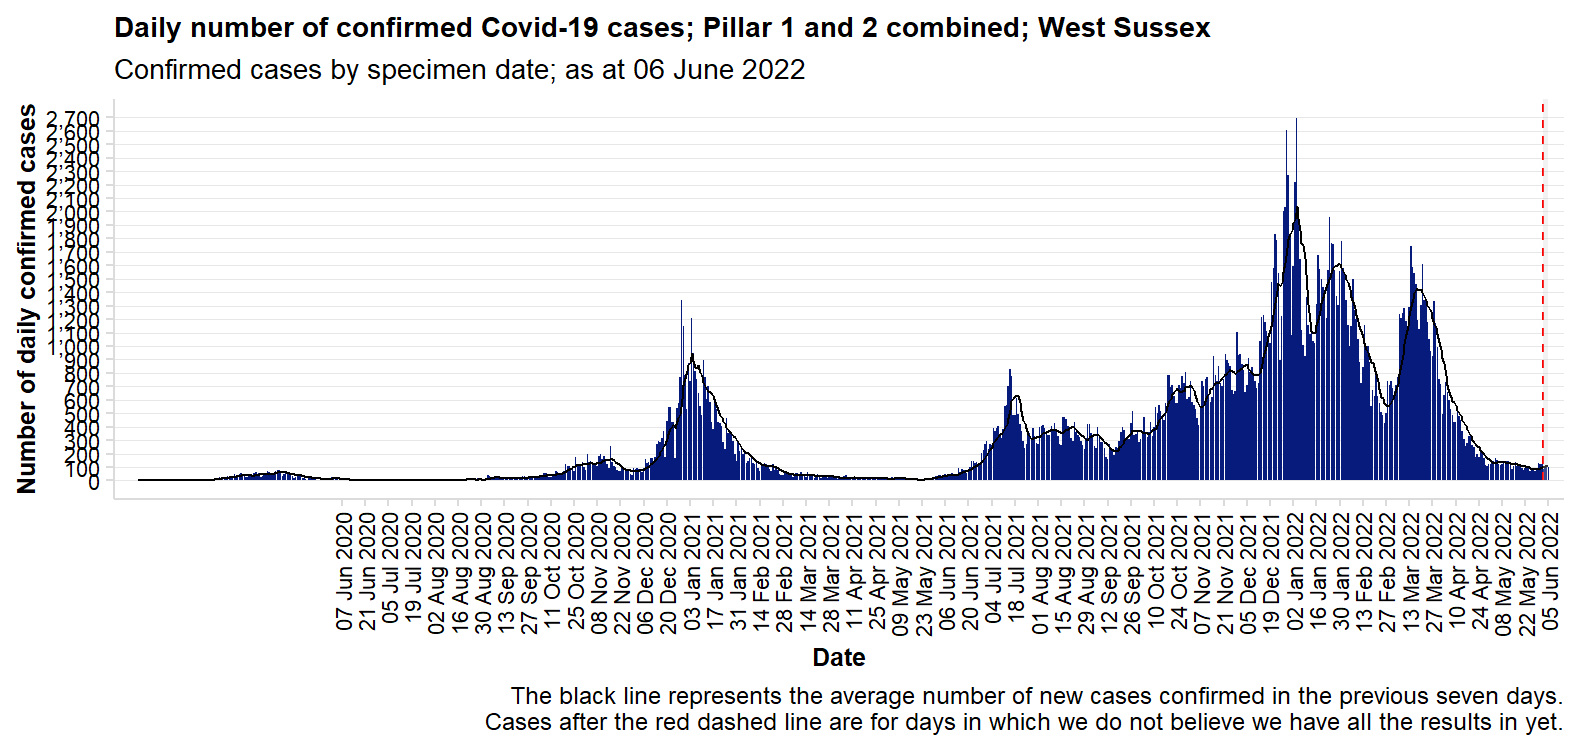 Daily number of confirmed Covid-19 cases; Pillar 1 and 2 combined; West Sussex
Confirmed cases by specimen date; as at 06 June 2022
Number of daily confirmed cases
2,700
2,600
2,500
2,400
2,300
2,200
2,100
2,000
1,900
1,800
1,700
1,600
1,500
1,400
1,300
1,200
1,100
1,000
900
800
700
600
500
400
300
200
100
0
07 Jun 2020
21 Jun 2020
05 Jul 2020
19 Jul 2020
02 Aug 2020
16 Aug 2020
30 Aug 2020
13 Sep 2020
27 Sep 2020
11 Oct 2020
25 Oct 2020
08 Nov 2020
22 Nov 2020
06 Dec 2020
20 Dec 2020
03 Jan 2021
17 Jan 2021
31 Jan 2021
14 Feb 2021
28 Feb 2021
14 Mar 2021
28 Mar 2021
11 Apr 2021
25 Apr 2021
09 May 2021
23 May 2021
06 Jun 2021
20 Jun 2021
04 Jul 2021
18 Jul 2021
01 Aug 2021
15 Aug 2021
29 Aug 2021
12 Sep 2021
26 Sep 2021
10 Oct 2021
24 Oct 2021
07 Nov 2021
21 Nov 2021
05 Dec 2021
19 Dec 2021
02 Jan 2022
16 Jan 2022
30 Jan 2022
13 Feb 2022
27 Feb 2022
13 Mar 2022
27 Mar 2022
10 Apr 2022
24 Apr 2022
08 May 2022
22 May 2022
05 Jun 2022
Date
The black line represents the average number of new cases confirmed in the previous seven days.
Cases after the red dashed line are for days in which we do not believe we have all the results in yet.